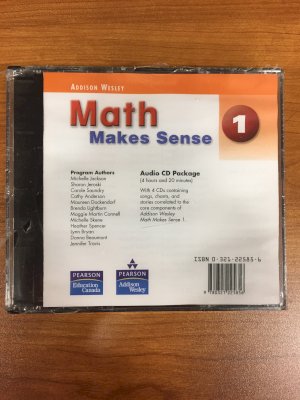 ADDISON WESLEY
Math
Makes Sense
1
Program Authors
Michelle Jackson
Sharon Jeroski
Carole Saundry
Cathy Anderson
Maureen Dockendorf
Brenda Lightburn
Maggie Martin Connell
Michelle Skene
Heather Spencer
Lynn Bryan
Donna Beaumont
Jennifer Travis
Audio CD Package
(4 hours and 20 minutes)
With 4 CDs containing
songs, chants, and
stories correlated to the
core components of
Addison Wesley
Math Makes Sense 1.
PEARSON
Education
Canada
PEARSON
Addison
Wesley
ISBN 0-321-22585-6
9 780321 225856